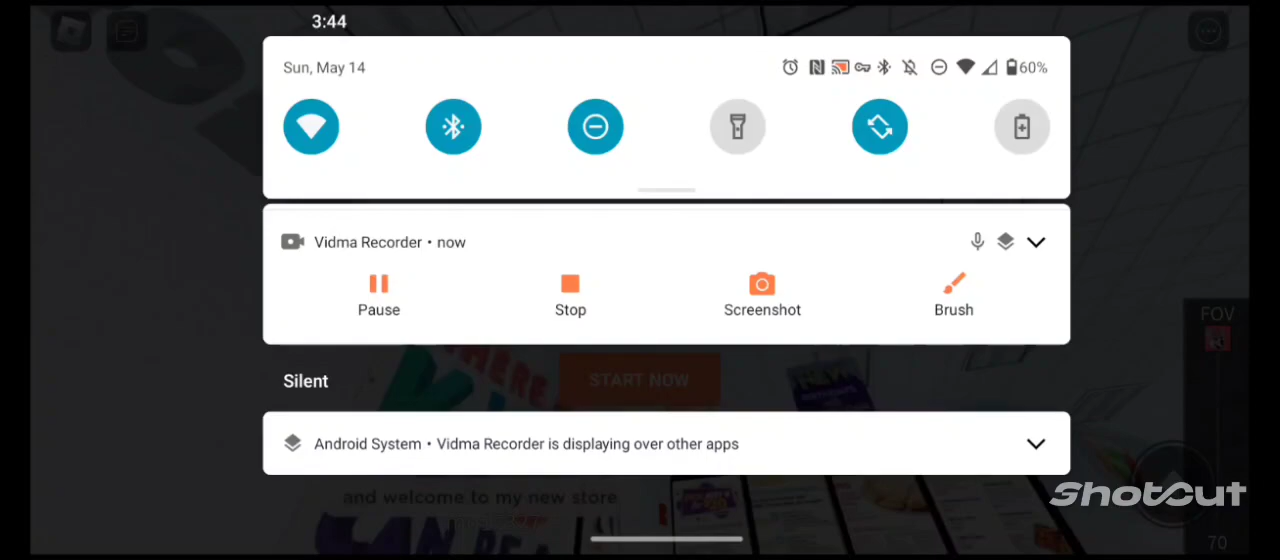 3:44
Sun, May 14
60%
Vidma Recorder • now
Pause
Stop
Screenshot
Brush
FOV
Silent
START NOW
HERE
Android System • Vidma Recorder is displaying over other apps
and welcome to my new store
ShotCut
70